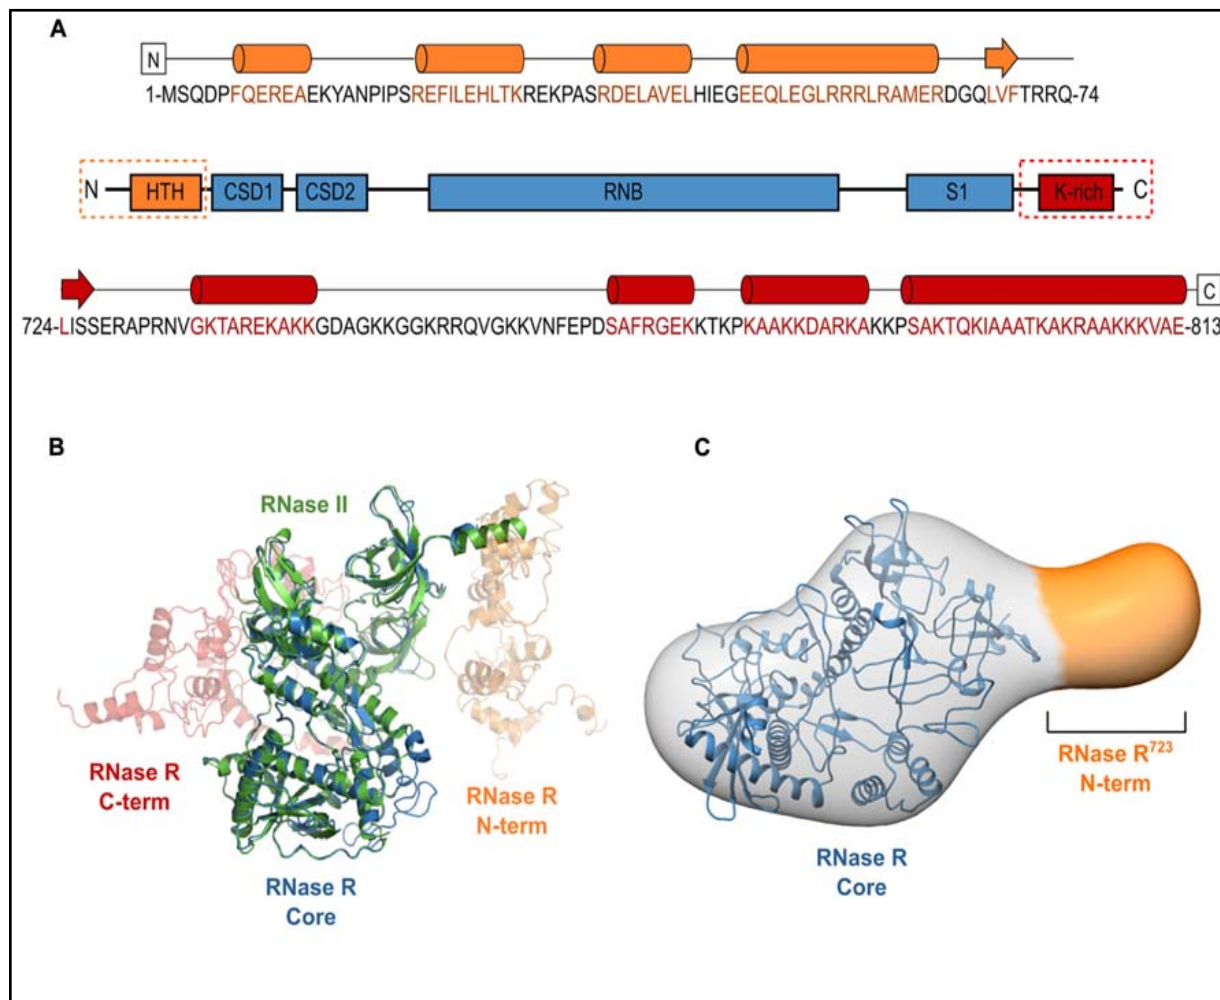 A
N
1-MSQDPFQEREAEKYANPIPSREFILEHLTKREKPASRDELAVELHIEGEEQLEGLRRRLRAMERDGQLVFTRRQ-74
N HTH CSD1 CSD2 RNB S1 K-rich C
C
724-LISSERAPRNVGKTAREKAKKGDAGKKGGKRRQVGKKVNFEPDSAFRGEKKTKPKAAKKDARKAKKPSAKTQKIAAATKAKRAAKKKVAE-813
B
C
RNase II
RNase R
C-term
RNase R
N-term
RNase R
Core
RNase R⁷²³
N-term
RNase R
Core